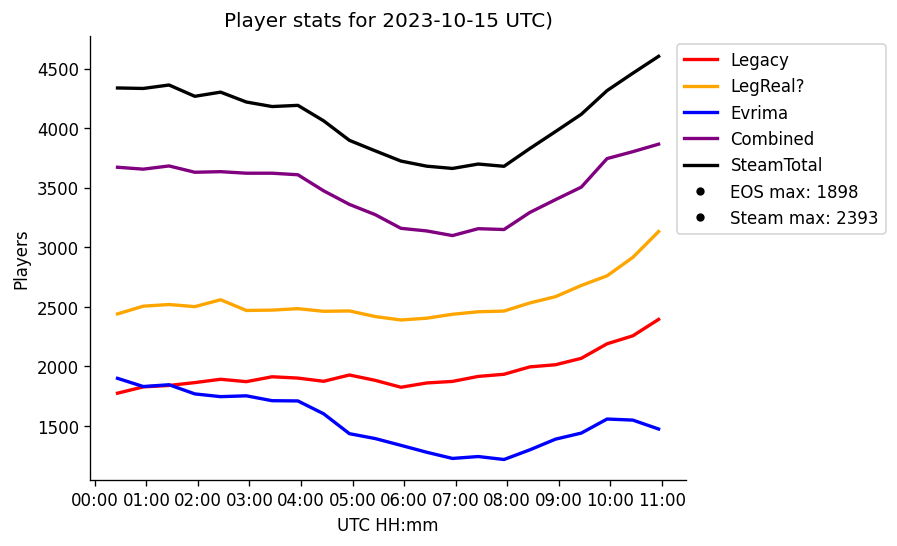 Player stats for 2023-10-15 UTC)
Players
4500
4000
3500
3000
2500
2000
1500
00:00 01:00 02:00 03:00 04:00 05:00 06:00 07:00 08:00 09:00 10:00 11:00
UTC HH:mm
Legacy
LegReal?
Evrima
Combined
SteamTotal
EOS max: 1898
Steam max: 2393